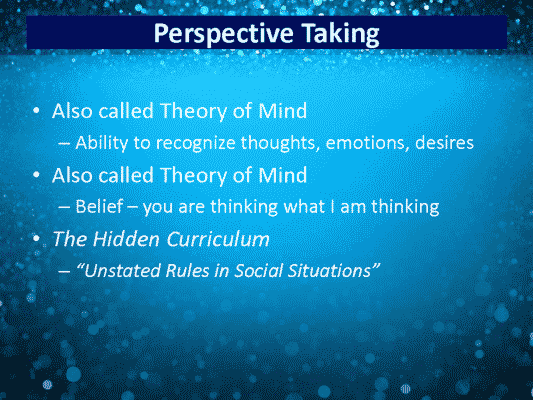 Perspective Taking
• Also called Theory of Mind
– Ability to recognize thoughts, emotions, desires
• Also called Theory of Mind
– Belief – you are thinking what I am thinking
• The Hidden Curriculum
– “Unstated Rules in Social Situations”